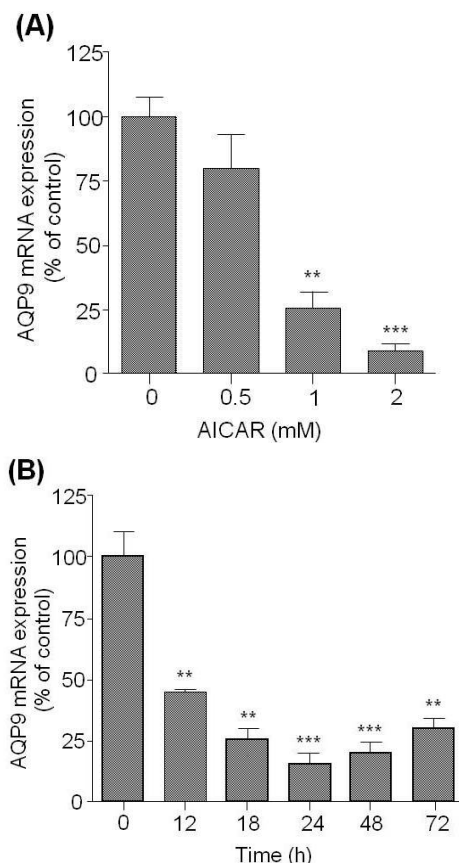 (A)
AQP9 mRNA expression
(% of control)
125
100
75
50
25
0
**
***
0 0.5 1 2
AICAR (mM)
(B)
AQP9 mRNA expression
(% of control)
125
100
75
50
25
0
**
**
***
***
**
0 12 18 24 48 72
Time (h)